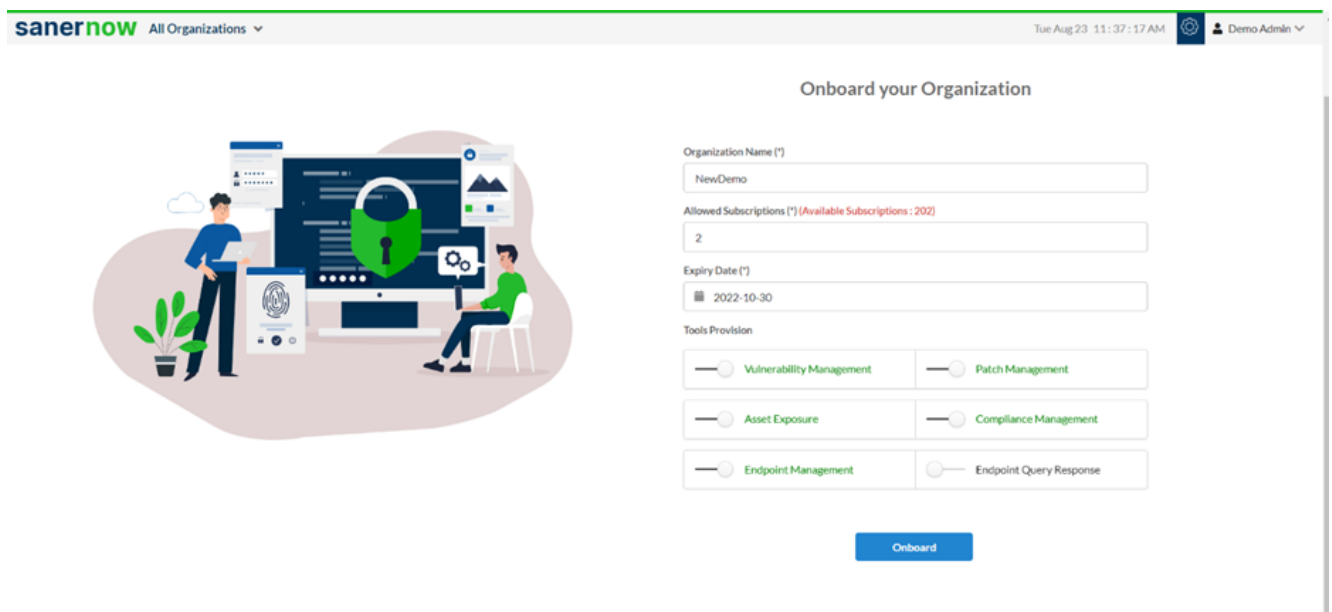 sanernow All Organizations Tue Aug 23 11 : 37 : 17 AM Demo Admin
Onboard your Organization
Organization Name (*)
NewDemo
Allowed Subscriptions (*) (Available Subscriptions : 202)
2
Expiry Date (*)
2022-10-30
Tools Provision
Vulnerability Management Patch Management
Asset Exposure Compliance Management
Endpoint Management Endpoint Query Response
Onboard